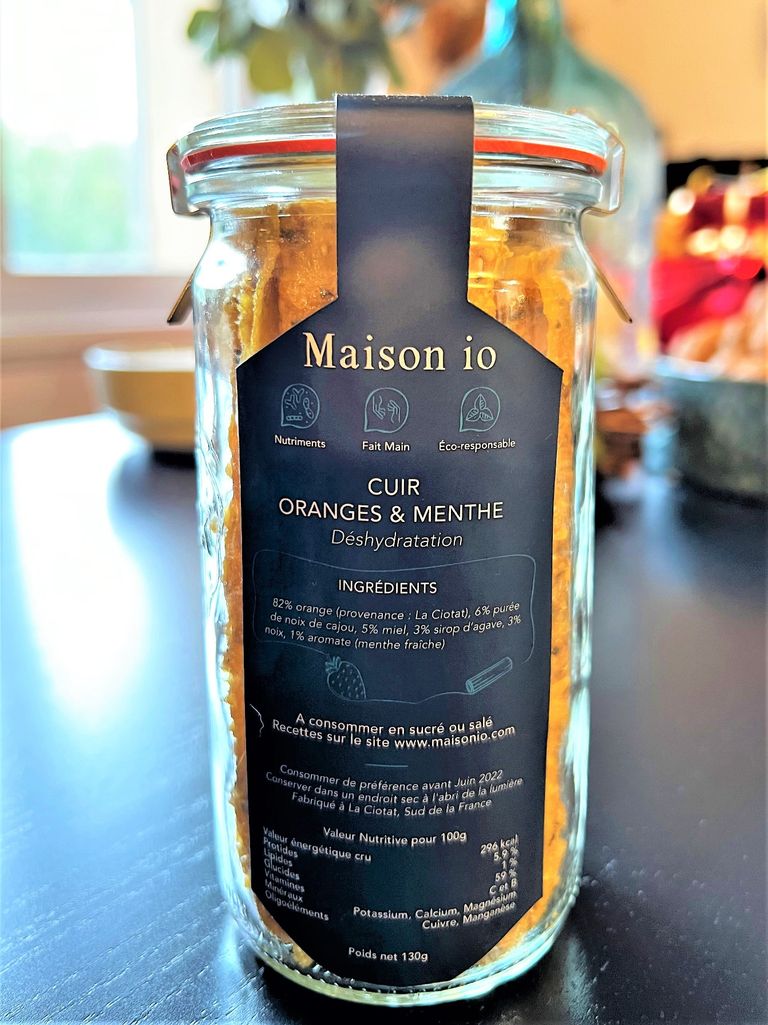 Maison io
Nutriments
Fait Main
Éco-responsable
CUIR
ORANGES & MENTHE
Déshydratation
INGRÉDIENTS
82% orange (provenance : La Ciotat), 6% purée
de noix de cajou, 5% miel, 3% sirop d'agave, 3%
noix, 1% aromate (menthe fraîche)
A consommer en sucré ou salé
Recettes sur le site www.maisonio.com
Consommer de préférence avant Juin 2022
Conserver dans un endroit sec à l'abri de la lumière
Fabriqué à La Ciotat, Sud de la France
Valeur Nutritive pour 100g
Valeur énergétique cru 296 kcal
Protides 5.9 %
Lipides 1 %
Glucides 59 %
Vitamines C et B
Minéraux Potassium, Calcium, Magnésium
Oligoéléments Cuivre, Manganèse
Poids net 130g